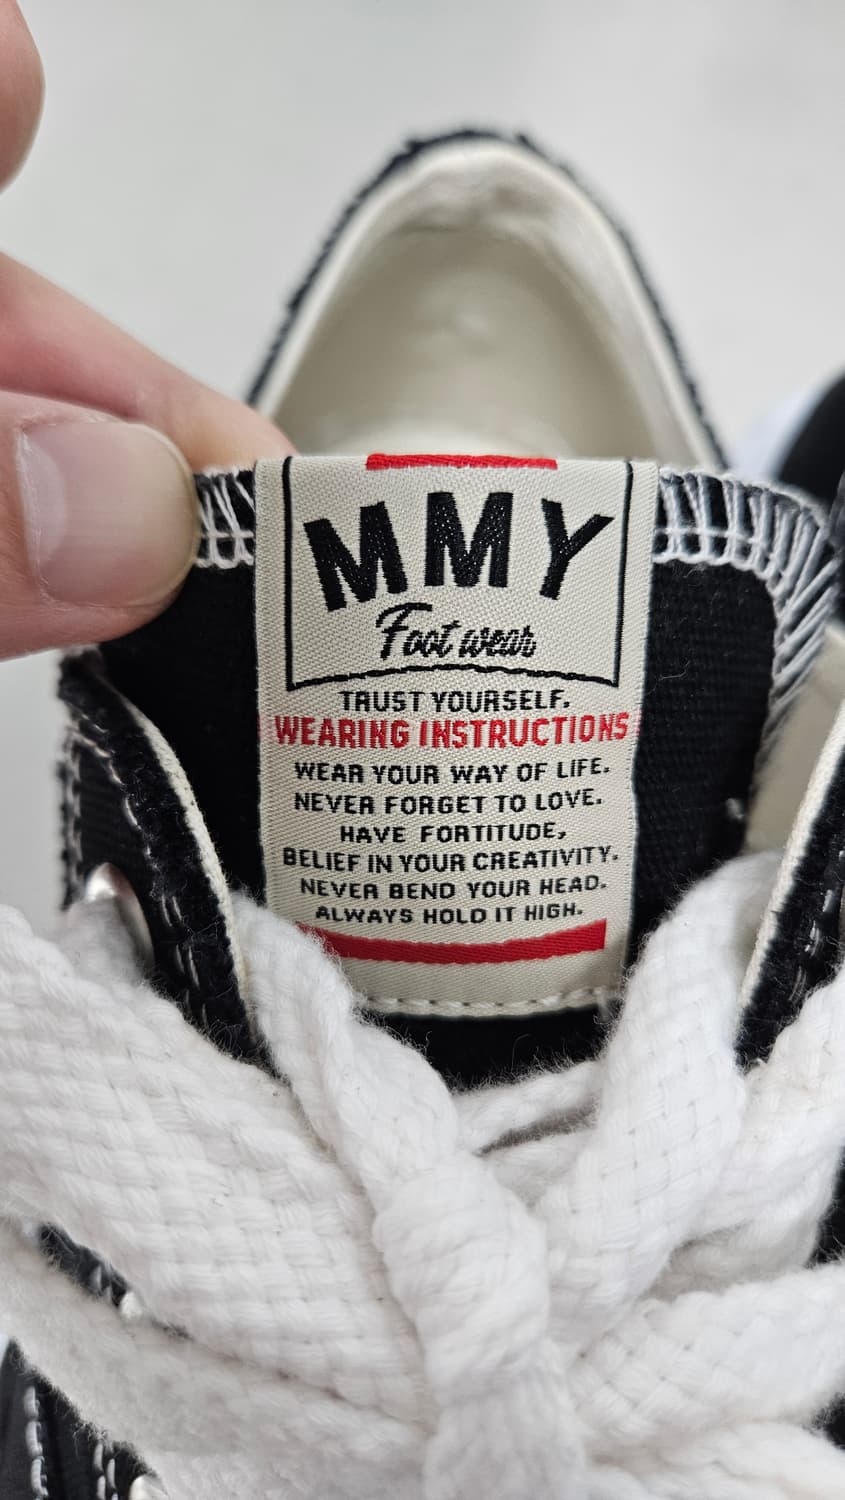 MMY
Foot wear
TRUST YOURSELF.
WEARING INSTRUCTIONS
WEAR YOUR WAY OF LIFE.
NEVER FORGET TO LOVE.
HAVE FORTITUDE,
BELIEF IN YOUR CREATIVITY.
NEVER BEND YOUR HEAD.
ALWAYS HOLD IT HIGH.